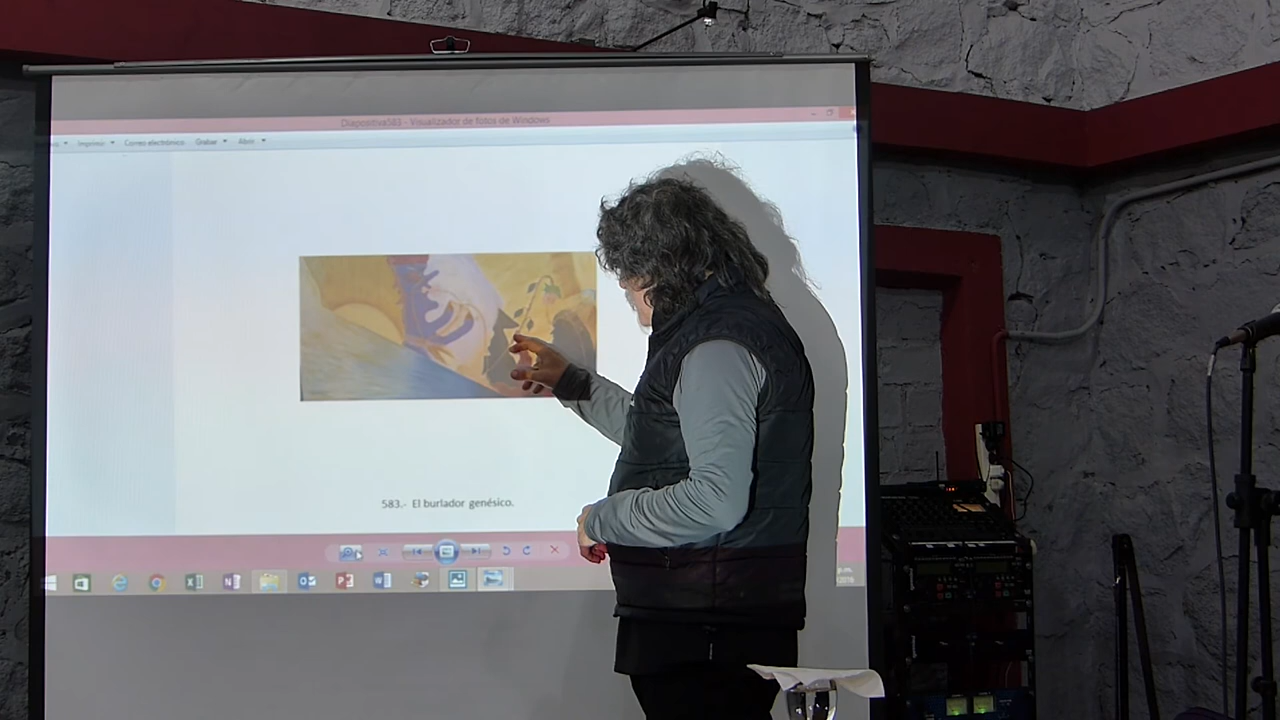 Diapositiva583 - Visualizador de fotos de Windows
Imprimir Correo electrónico Grabar Abrir
583.- El burlador genésico.
p.m.